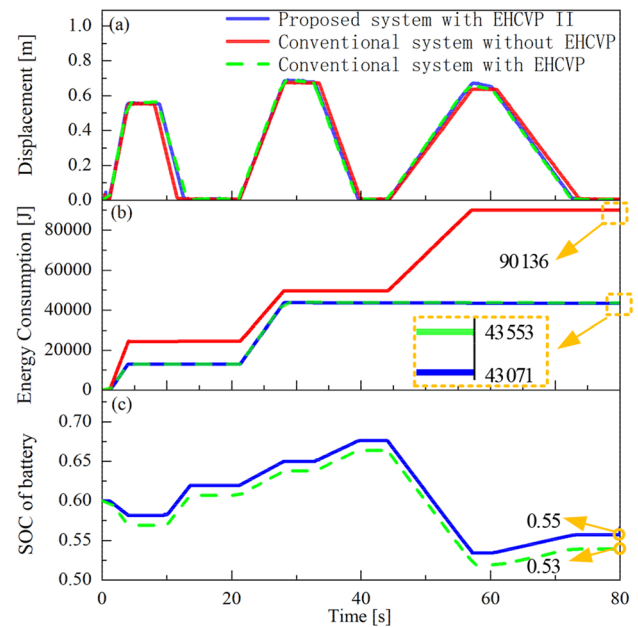 (a)
Proposed system with EHCVP II
Conventional system without EHCVP
Conventional system with EHCVP
Displacement [m]
1.0
0.8
0.6
0.4
0.2
0.0
(b)
Energy Consumption [J]
80000
60000
40000
20000
0
90136
43553
43071
(c)
SOC of battery
0.70
0.65
0.60
0.55
0.50
0.55
0.53
0
20
40
60
80
Time [s]